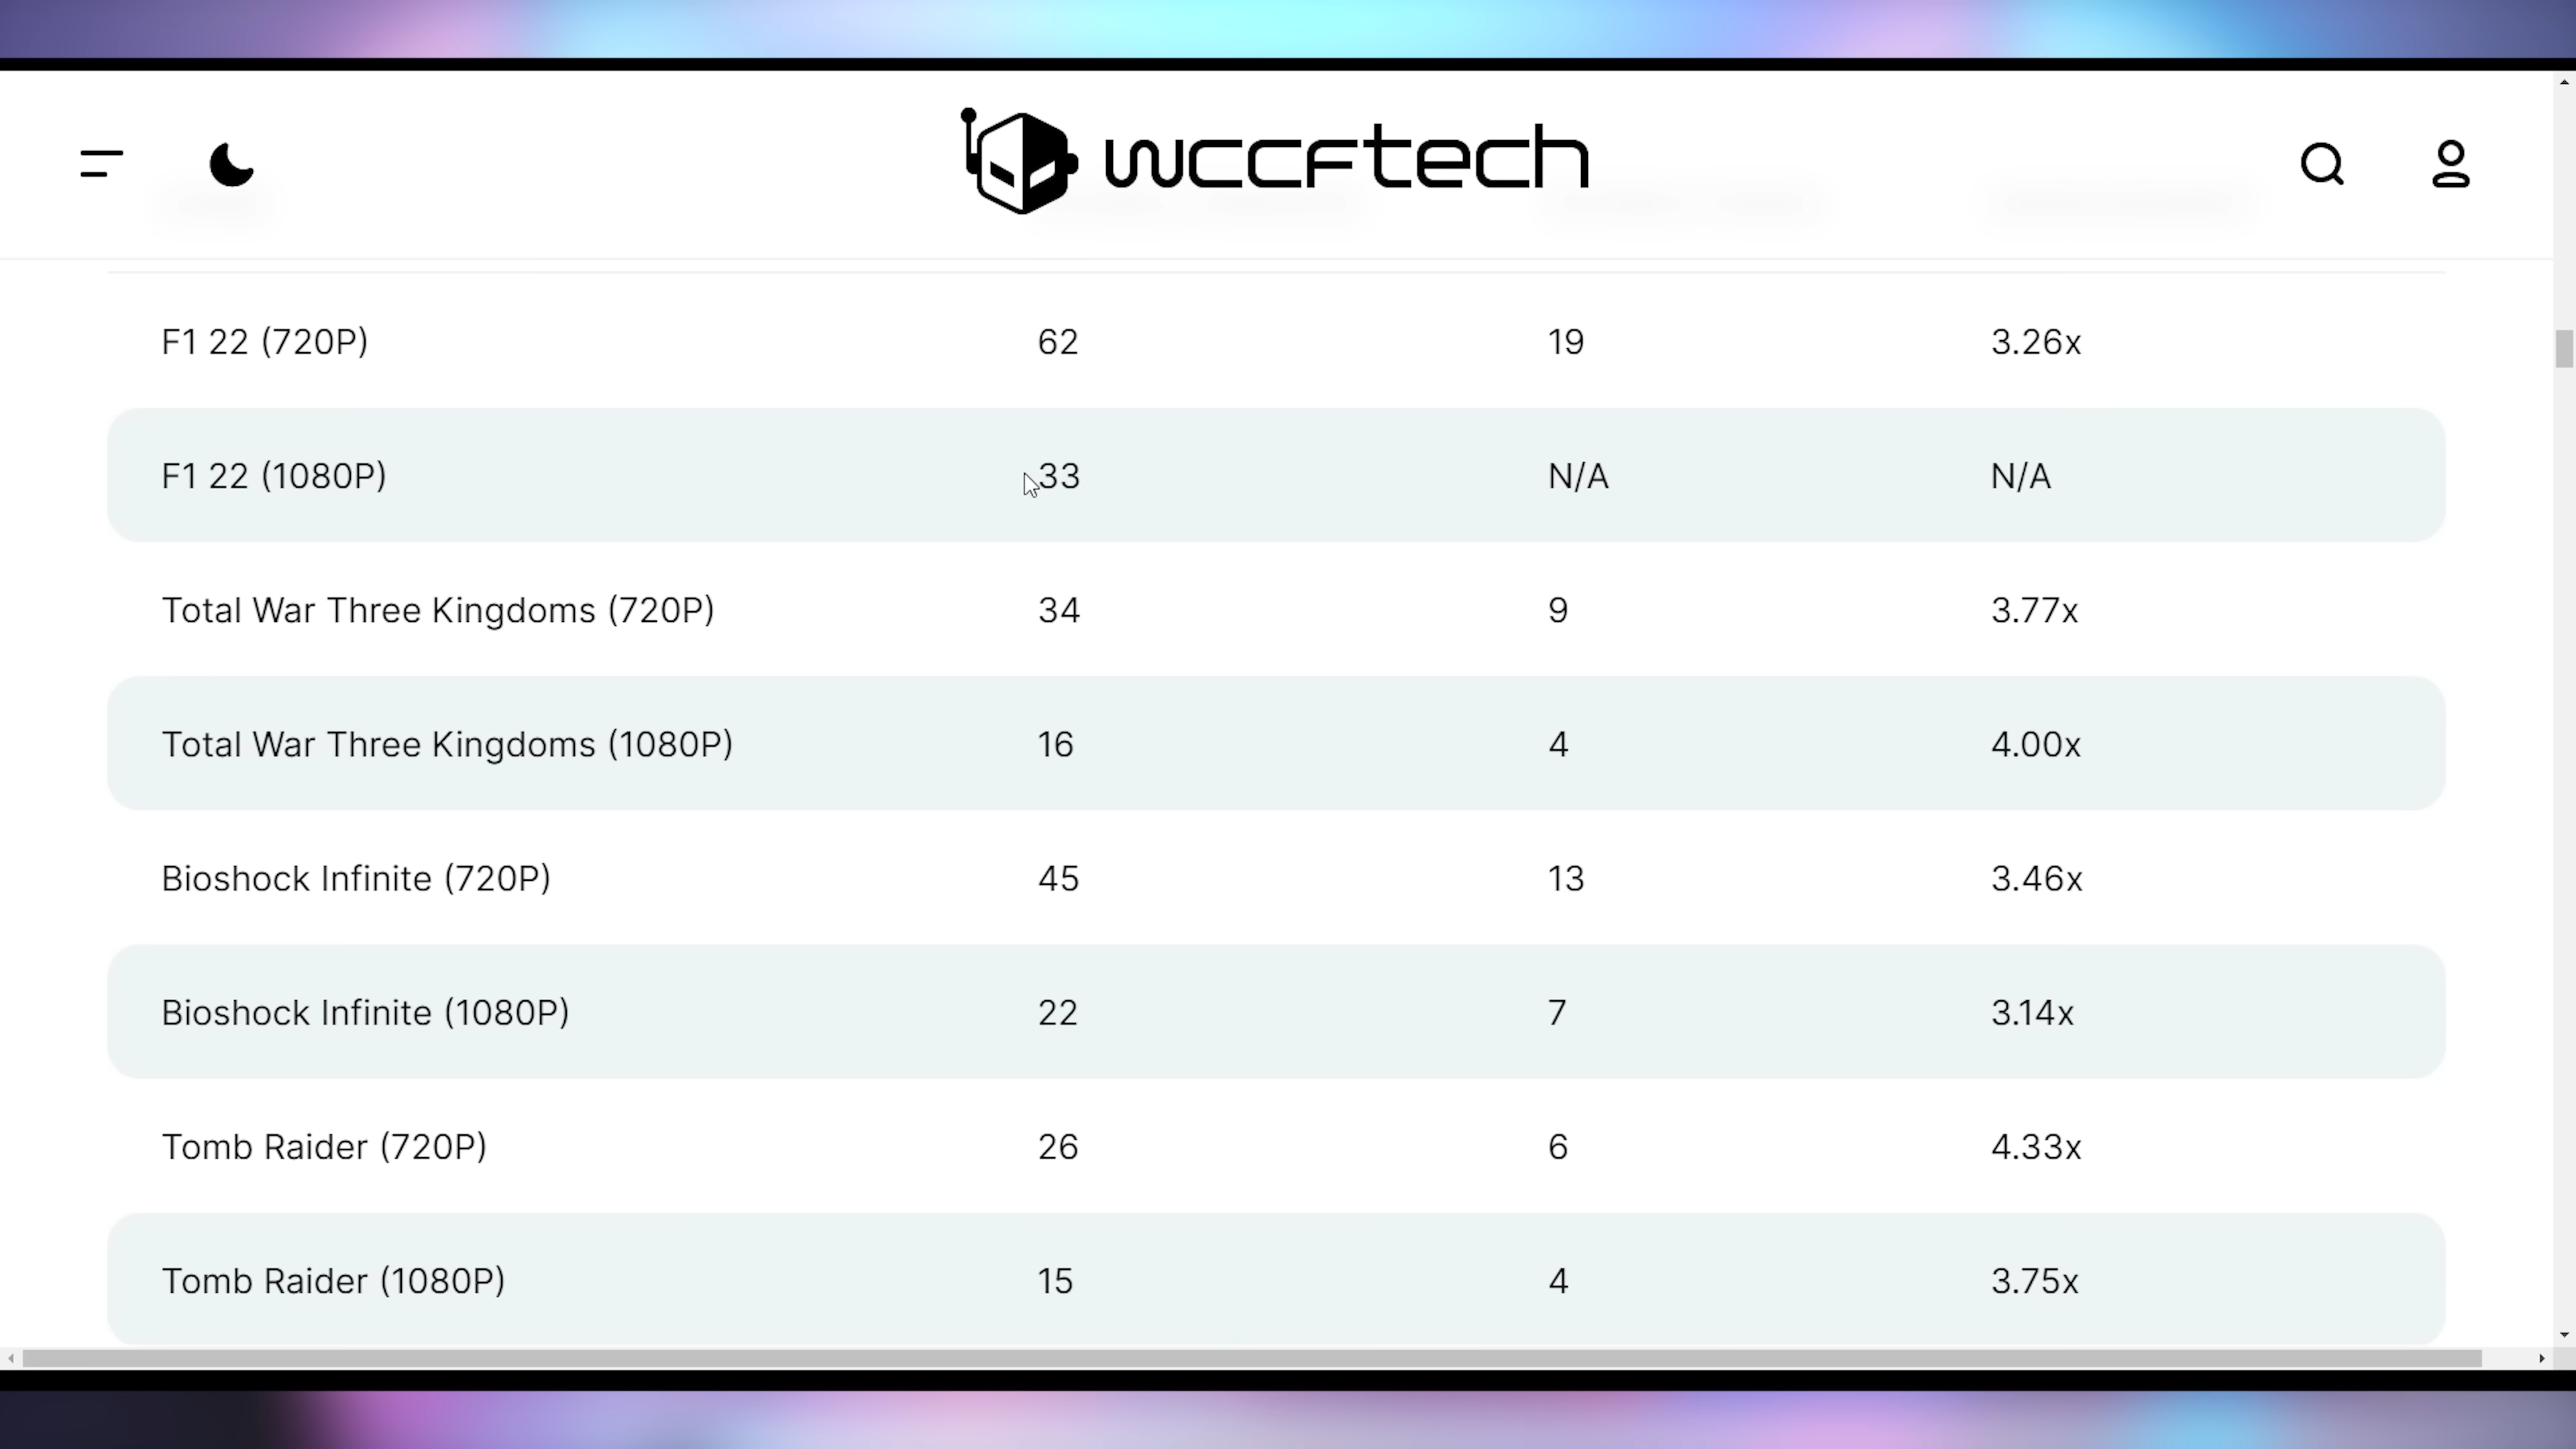 wccftech
F1 22 (720P) 62 19 3.26x
F1 22 (1080P) 33 N/A N/A
Total War Three Kingdoms (720P) 34 9 3.77x
Total War Three Kingdoms (1080P) 16 4 4.00x
Bioshock Infinite (720P) 45 13 3.46x
Bioshock Infinite (1080P) 22 7 3.14x
Tomb Raider (720P) 26 6 4.33x
Tomb Raider (1080P) 15 4 3.75x